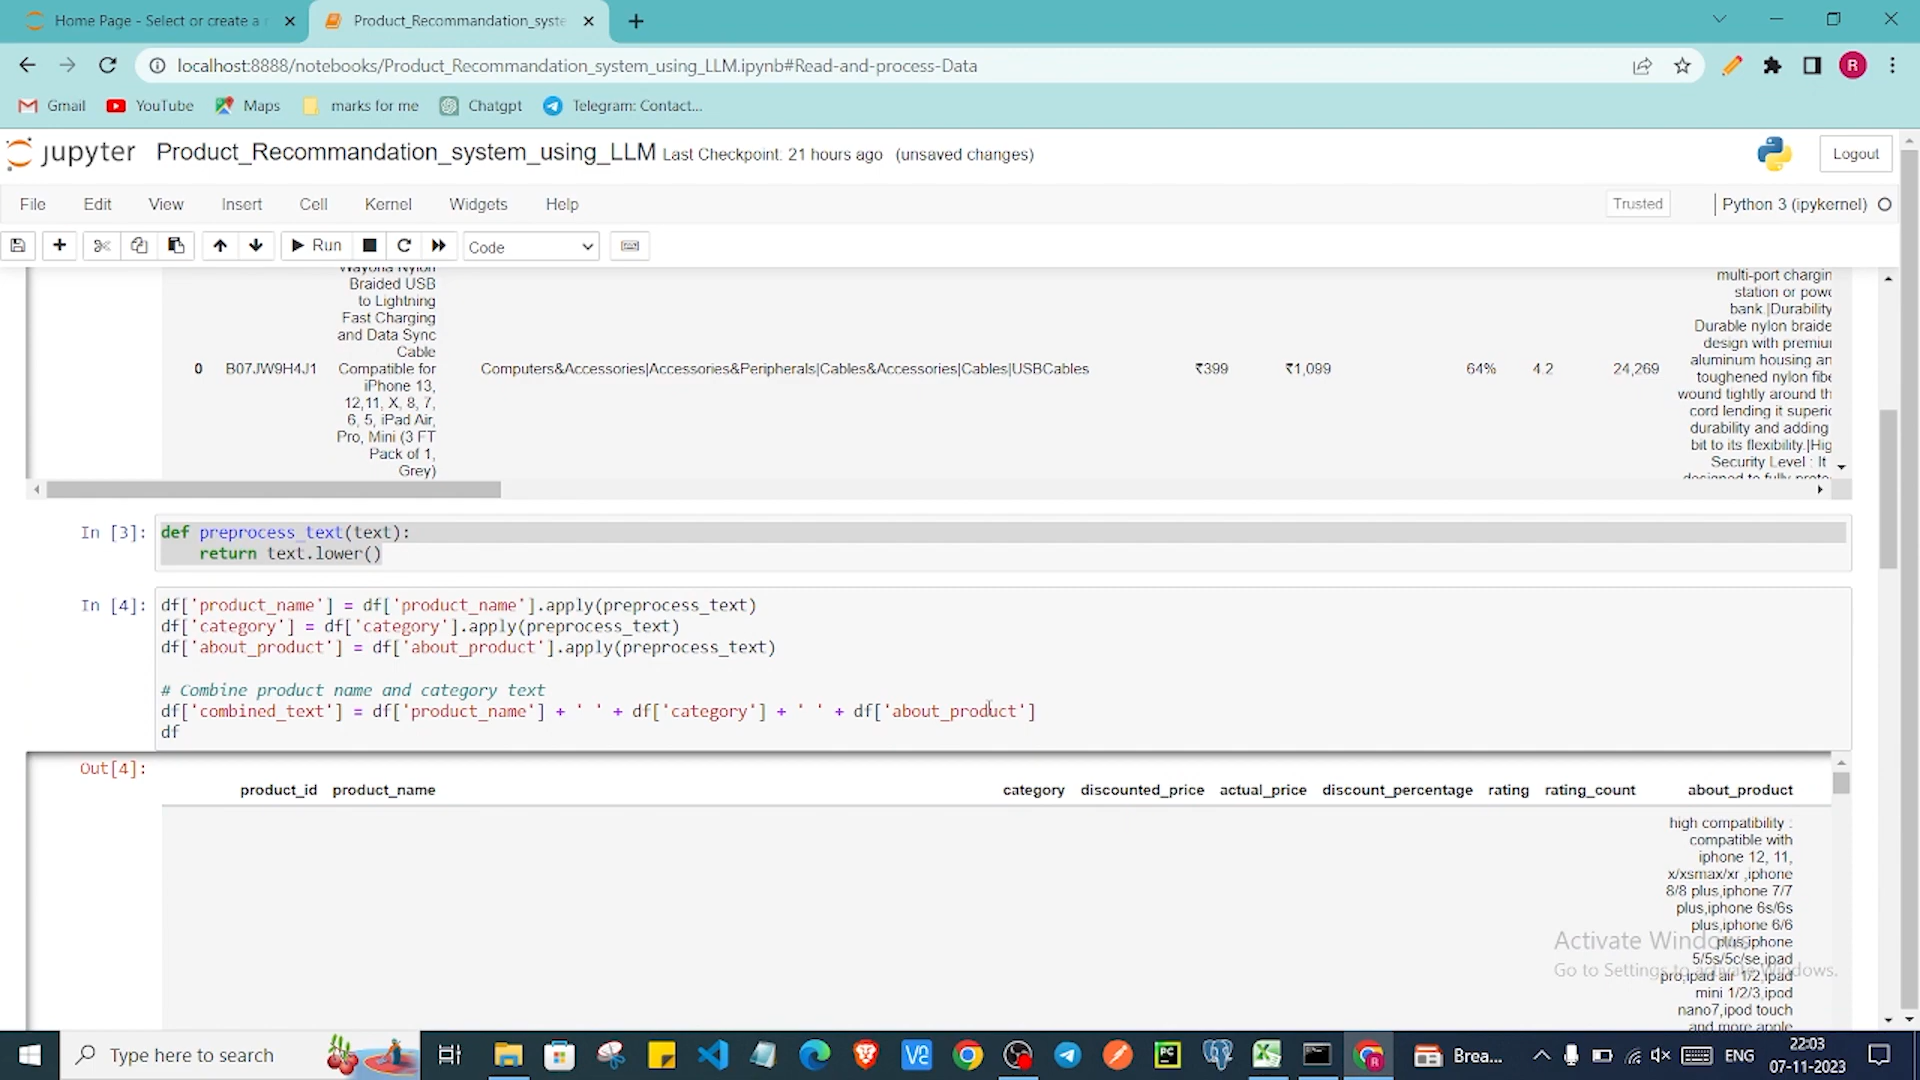 Home Page - Select or create a
Product_Recommandation_syste
localhost:8888/notebooks/Product_Recommandation_system_using_LLM.ipynb#Read-and-process-Data
R
Gmail
YouTube
Maps
marks for me
Chatgpt
Telegram: Contact...
jupyter
Product_Recommandation_system_using_LLM Last Checkpoint: 21 hours ago (unsaved changes)
Logout
File Edit View Insert Cell Kernel Widgets Help
Trusted
Python 3 (ipykernel)
Run
Code
Wayona Nylon
Braided USB
to Lightning
Fast Charging
and Data Sync
Cable
0 B07JW9H4J1 Compatible for Computers&Accessories|Accessories&Peripherals|Cables&Accessories|Cables|USBCables ₹399 ₹1,099 64% 4.2 24,269
iPhone 13,
12,11, X, 8, 7,
6, 5, iPad Air,
Pro, Mini (3 FT
Pack of 1,
Grey)
multi-port chargin
station or powe
bank.|Durability
Durable nylon braide
design with premiu
aluminum housing an
toughened nylon fibe
wound tightly around th
cord lending it superio
durability and adding
bit to its flexibility.|Hig
Security Level : It
designed to fully prote
In [3]: def preprocess_text(text):
return text.lower()
In [4]: df['product_name'] = df['product_name'].apply(preprocess_text)
df['category'] = df['category'].apply(preprocess_text)
df['about_product'] = df['about_product'].apply(preprocess_text)
# Combine product name and category text
df['combined_text'] = df['product_name'] + ' ' + df['category'] + ' ' + df['about_product']
df
Out[4]:
product_id product_name category discounted_price actual_price discount_percentage rating rating_count about_product
high compatibility :
compatible with
iphone 12, 11,
x/xsmax/xr ,iphone
8/8 plus,iphone 7/7
plus,iphone 6s/6s
plus,iphone 6/6
plus,iphone
5/5s/5c/se,ipad
pro,ipad air 1/2,ipad
mini 1/2/3,ipod
nano7,ipod touch
and more apple
Activate Windows
Go to Settings to activate Windows.
Type here to search
Brea...
ENG
22:03
07-11-2023